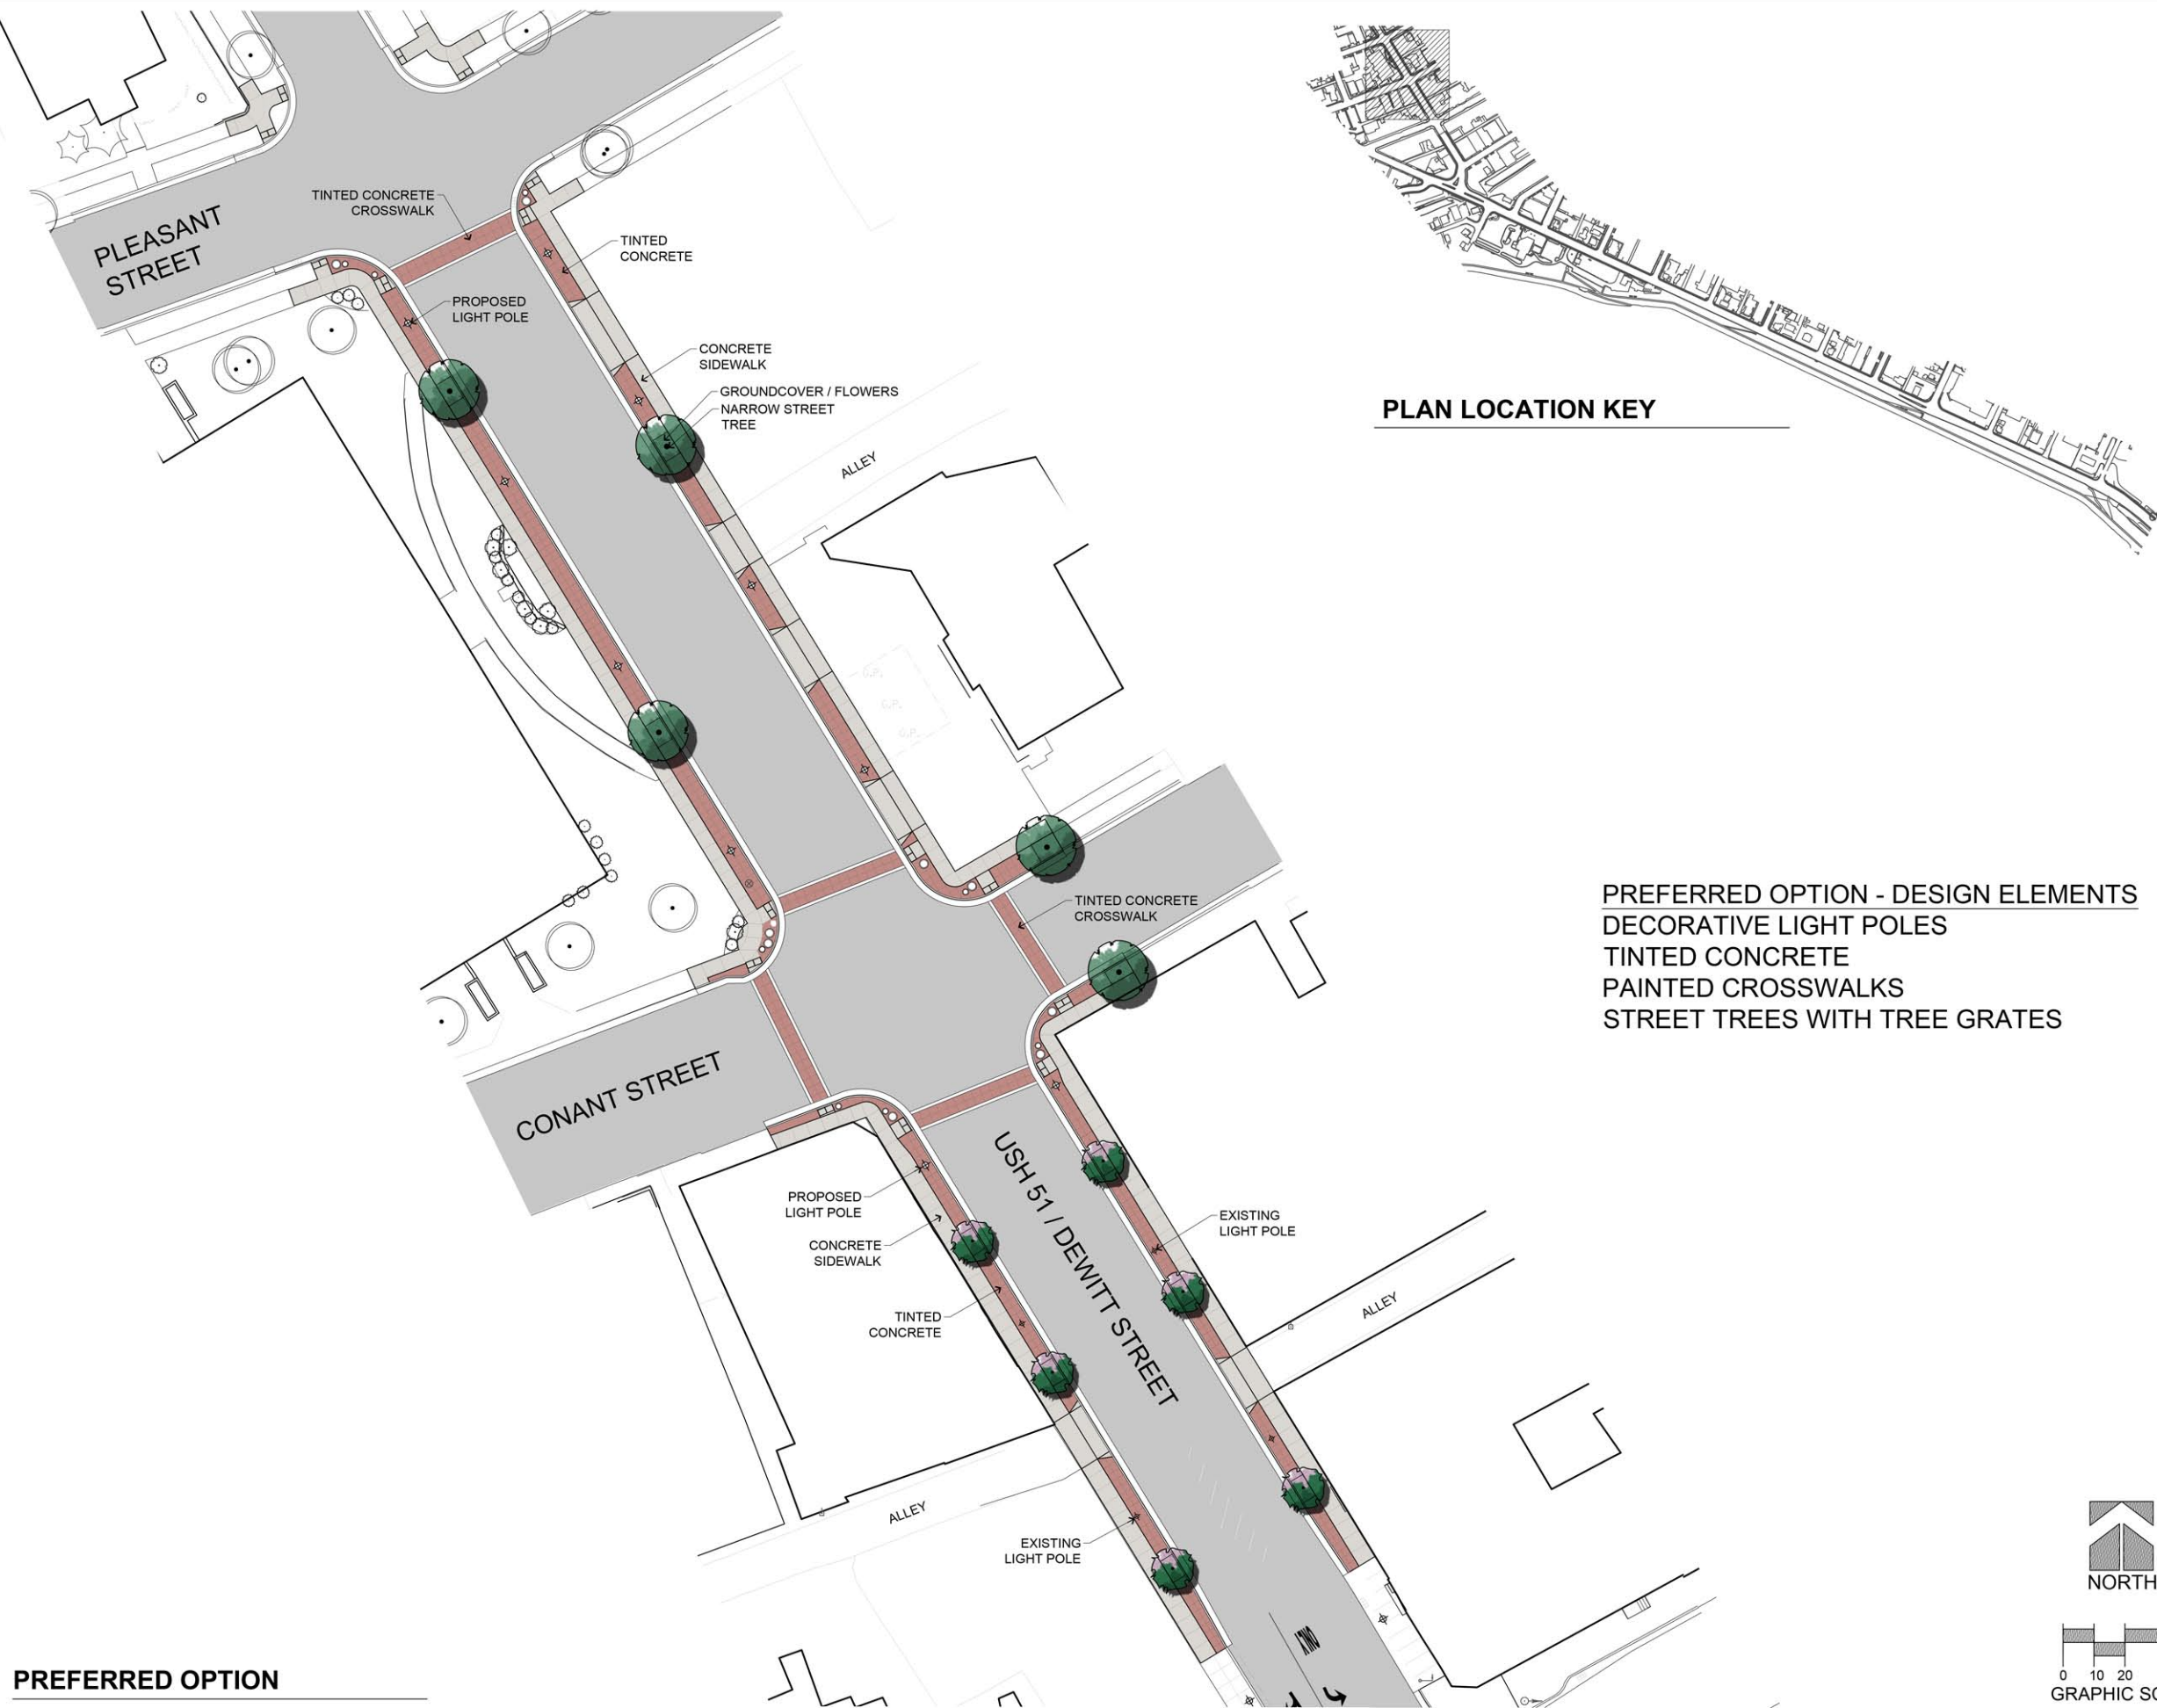 PLEASANT
STREET
TINTED CONCRETE
CROSSWALK
TINTED
CONCRETE
PROPOSED
LIGHT POLE
CONCRETE
SIDEWALK
GROUNDCOVER / FLOWERS
NARROW STREET
TREE
ALLEY
PLAN LOCATION KEY
TINTED CONCRETE
CROSSWALK
PREFERRED OPTION - DESIGN ELEMENTS
DECORATIVE LIGHT POLES
TINTED CONCRETE
PAINTED CROSSWALKS
STREET TREES WITH TREE GRATES
CONANT STREET
USH 51 / DEWITT STREET
PROPOSED
LIGHT POLE
CONCRETE
SIDEWALK
EXISTING
LIGHT POLE
TINTED
CONCRETE
ALLEY
ALLEY
EXISTING
LIGHT POLE
ONLY
NORTH
0 10 20
GRAPHIC
PREFERRED OPTION